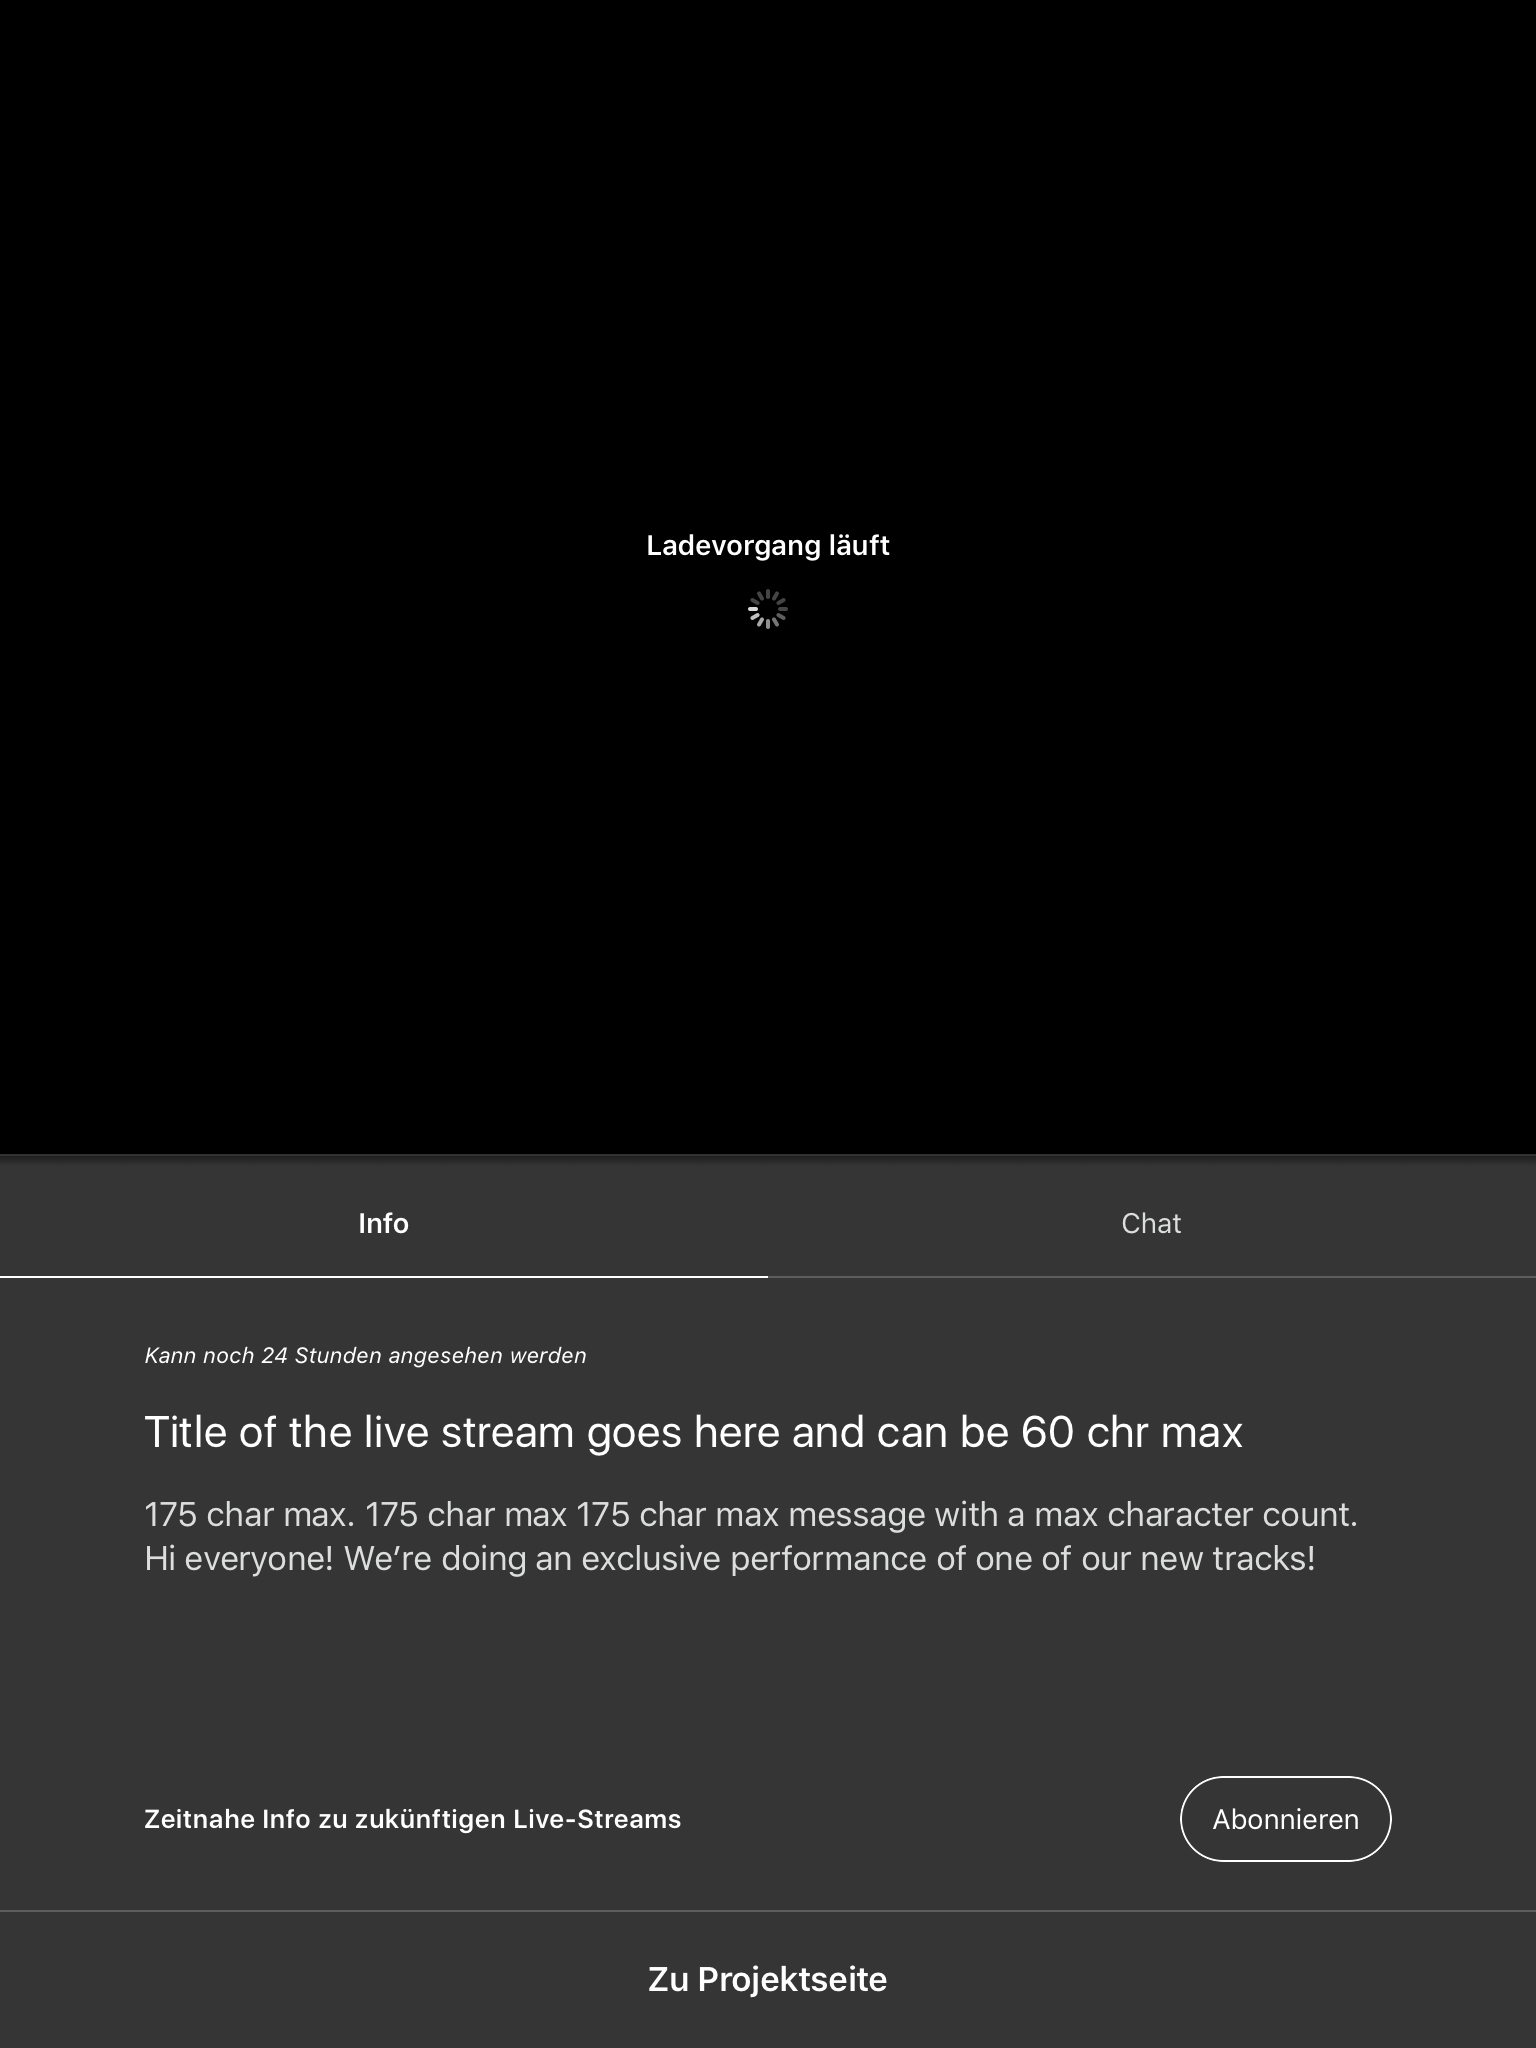 Ladevorgang läuft
Info
Chat
Kann noch 24 Stunden angesehen werden
Title of the live stream goes here and can be 60 chr max
175 char max. 175 char max 175 char max message with a max character count.
Hi everyone! We’re doing an exclusive performance of one of our new tracks!
Zeitnahe Info zu zukünftigen Live-Streams
Abonnieren
Zu Projektseite